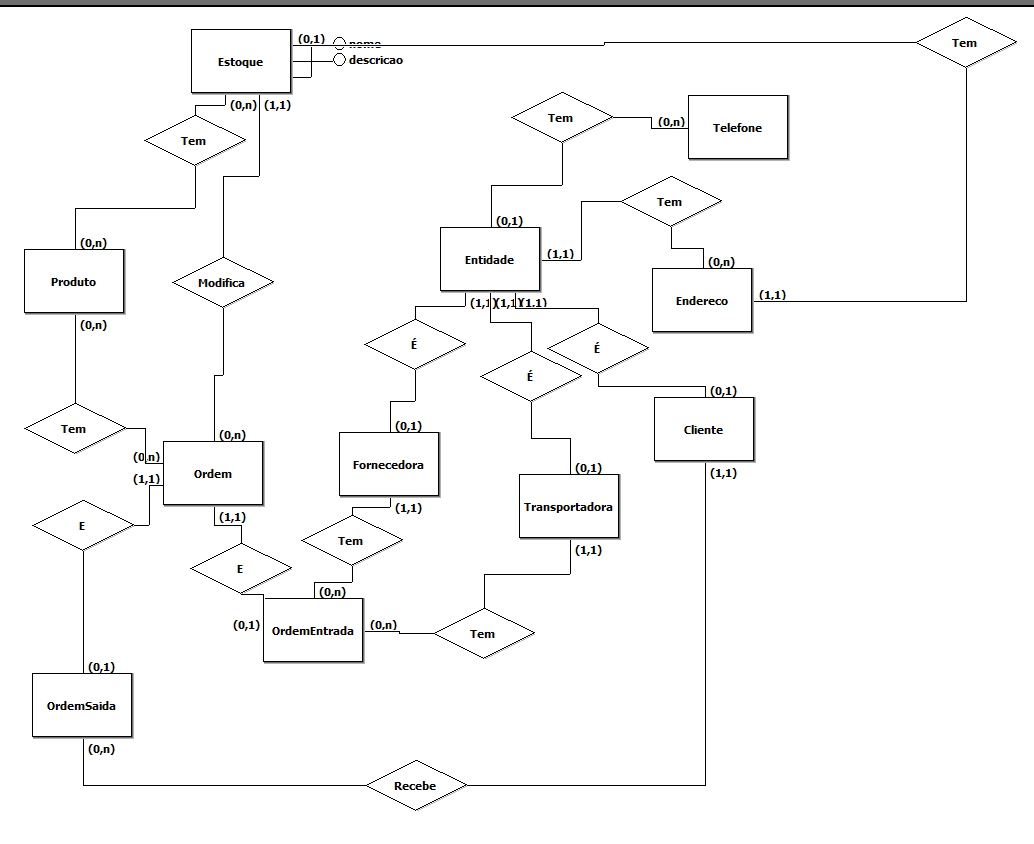 (0,1)
nome
descricao
Estoque
Tem
(0,n)
(1,1)
Tem
Tem
(0,n)
Telefone
Tem
(0,1)
(0,n)
Produto
(0,n)
Modifica
Entidade
(1,1)
(0,n)
Endereco
(1,1)
(1,1)
(1,1)
(1,1)
É
É
É
(0,1)
Cliente
(1,1)
Tem
(0,n)
(1,1)
(0,n)
Ordem
(1,1)
(0,1)
Fornecedora
(1,1)
(0,1)
Transportadora
(1,1)
E
E
Tem
(0,n)
(0,1)
OrdemEntrada
(0,n)
Tem
(0,1)
OrdemSaida
(0,n)
Recebe